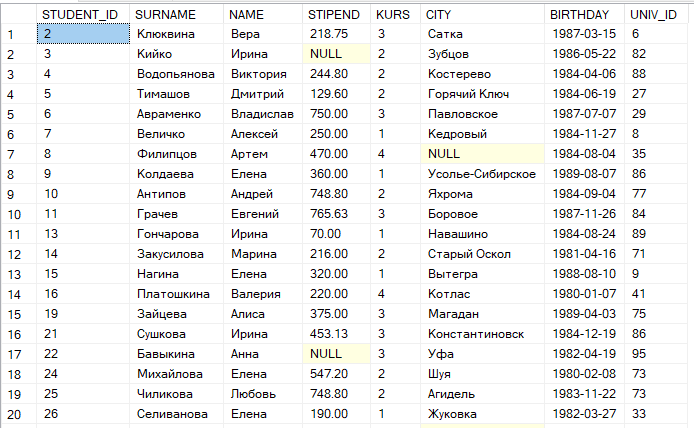 STUDENT_ID SURNAME NAME STIPEND KURS CITY BIRTHDAY UNIV_ID
1 2 Клюквина Вера 218.75 3 Сатка 1987-03-15 6
2 3 Кийко Ирина NULL 2 Зубцов 1986-05-22 82
3 4 Водопьянова Виктория 244.80 2 Костерево 1984-04-06 88
4 5 Тимашов Дмитрий 129.60 2 Горячий Ключ 1984-06-19 27
5 6 Авраменко Владислав 750.00 3 Павловское 1987-07-07 29
6 7 Величко Алексей 250.00 1 Кедровый 1984-11-27 8
7 8 Филипцов Артем 470.00 4 NULL 1984-08-04 35
8 9 Колдаева Елена 360.00 1 Усолье-Сибирское 1989-08-07 86
9 10 Антипов Андрей 748.80 2 Яхрома 1984-09-04 77
10 11 Грачев Евгений 765.63 3 Боровое 1987-11-26 84
11 13 Гончарова Ирина 70.00 1 Навашино 1984-08-24 89
12 14 Закусилова Марина 216.00 2 Старый Оскол 1981-04-16 71
13 15 Нагина Елена 320.00 1 Вытегра 1988-08-10 9
14 16 Платошкина Валерия 220.00 4 Котлас 1980-01-07 41
15 19 Зайцева Алиса 375.00 3 Магадан 1989-04-03 75
16 21 Сушкова Ирина 453.13 3 Константиновск 1984-12-19 86
17 22 Бавыкина Анна NULL 3 Уфа 1982-04-19 95
18 24 Михайлова Елена 547.20 2 Шуя 1980-02-08 73
19 25 Чиликова Любовь 748.80 2 Агидель 1983-11-22 73
20 26 Селиванова Елена 190.00 1 Жуковка 1982-03-27 33